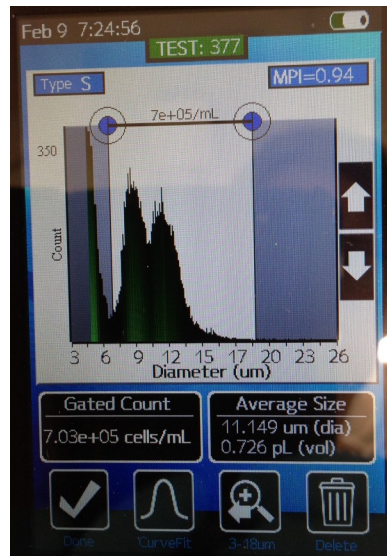 Feb 9 7:24:56
TEST: 377
Type S
MPI=0.94
7e+05/mL
350
Count
3 6 9 12 15 17 20 23 26
Diameter (um)
Gated Count
7.03e+05 cells/mL
Average Size
11.149 um (dia)
0.726 pL (vol)
Done
CurveFit
3-18um
Delete